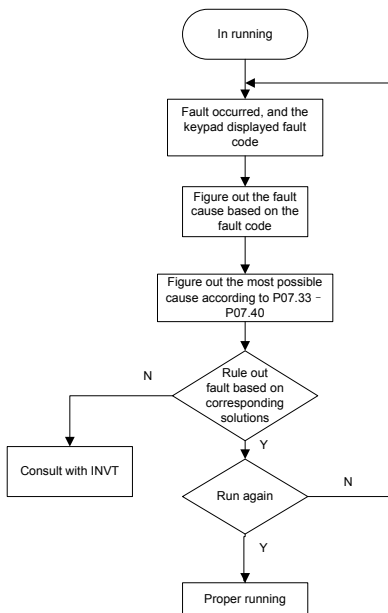 In running
Fault occurred, and the
keypad displayed fault
code
Figure out the fault
cause based on the
fault code
Figure out the most possible
cause according to P07.33–
P07.40
N
Rule out
fault based on
corresponding
solutions
Consult with INVT
Y
Run again
N
Y
Proper running